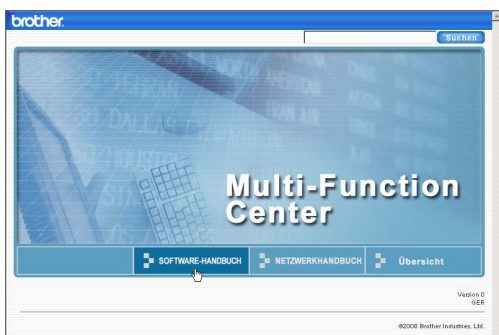 brother.
Suchen
Multi-Function
Center
SOFTWARE-HANDBUCH NETZWERKHANDBUCH Übersicht
Version 0
GER
©2008 Brother Industries, Ltd.